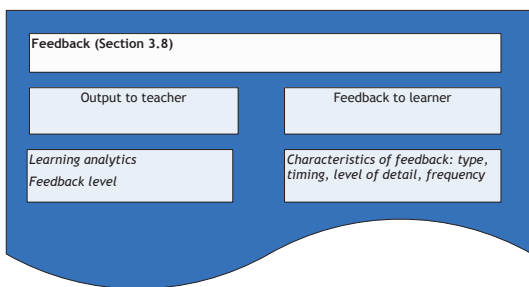 Feedback (Section 3.8)
Output to teacher
Feedback to learner
Learning analytics
Feedback level
Characteristics of feedback: type,
timing, level of detail, frequency